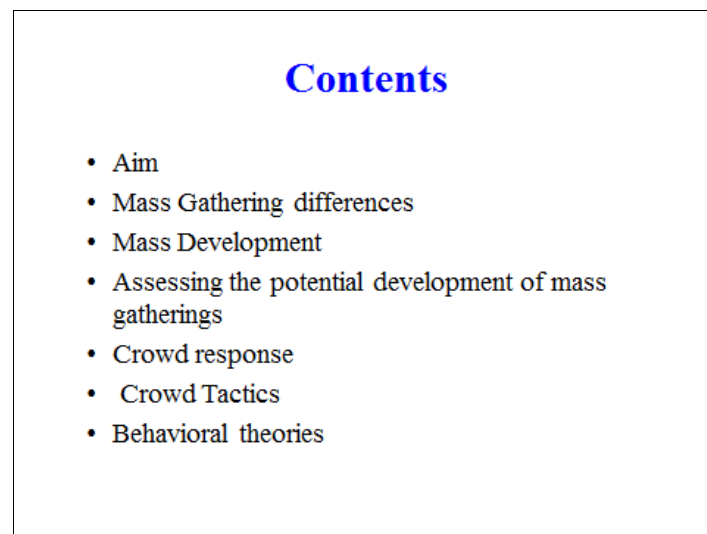 Contents
• Aim
• Mass Gathering differences
• Mass Development
• Assessing the potential development of mass
gatherings
• Crowd response
• Crowd Tactics
• Behavioral theories